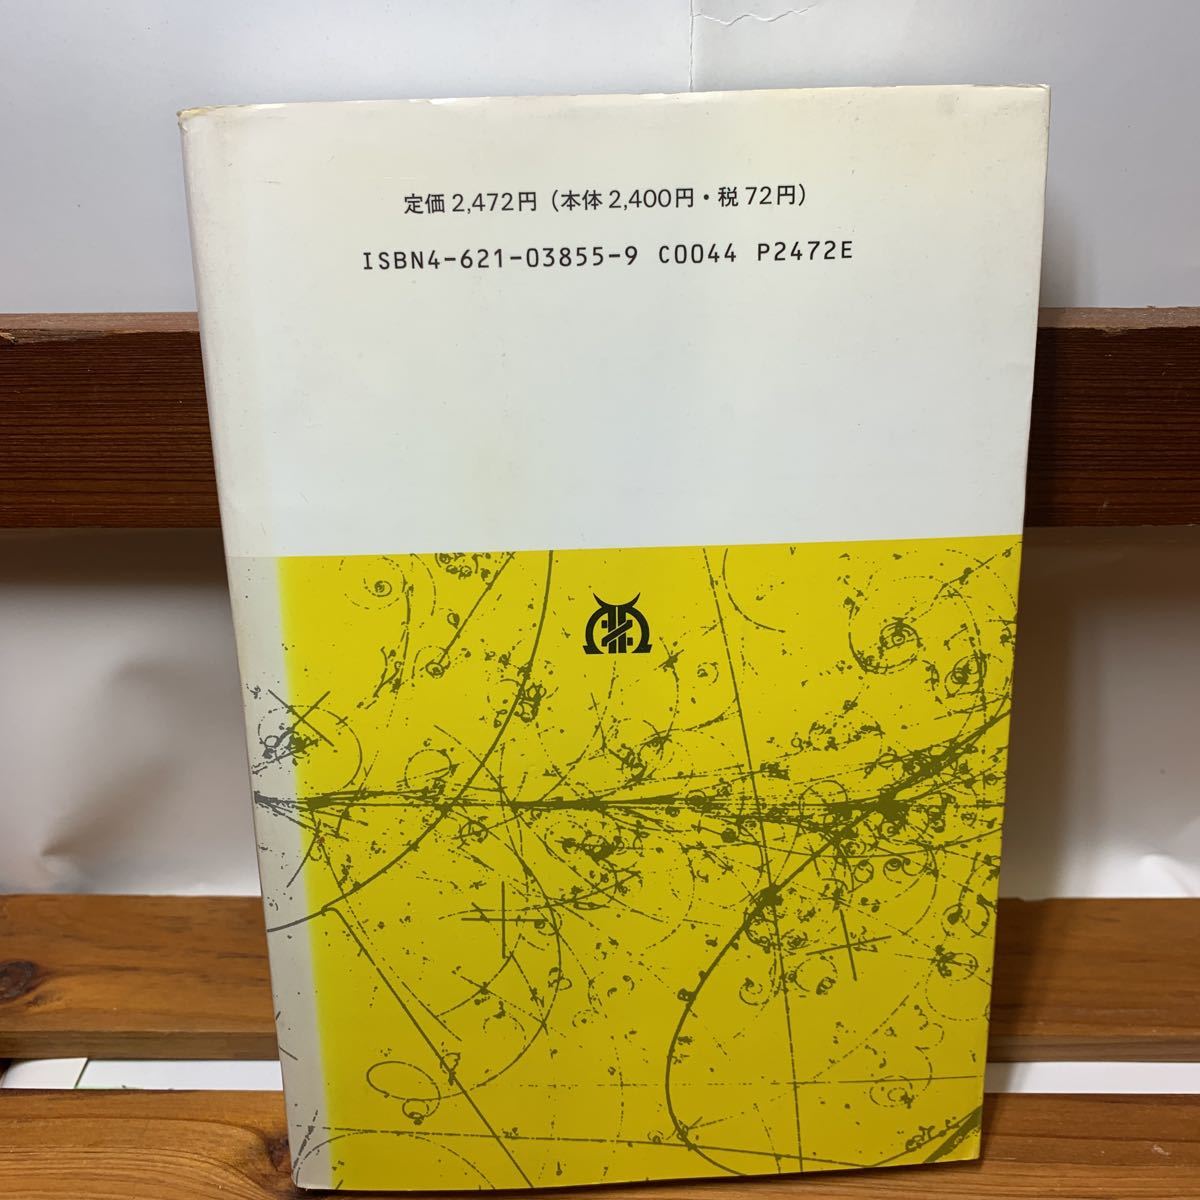 定価 2,472円（本体 2,400円・税 72円）
ISBN4-621-03855-9 C0044 P2472E